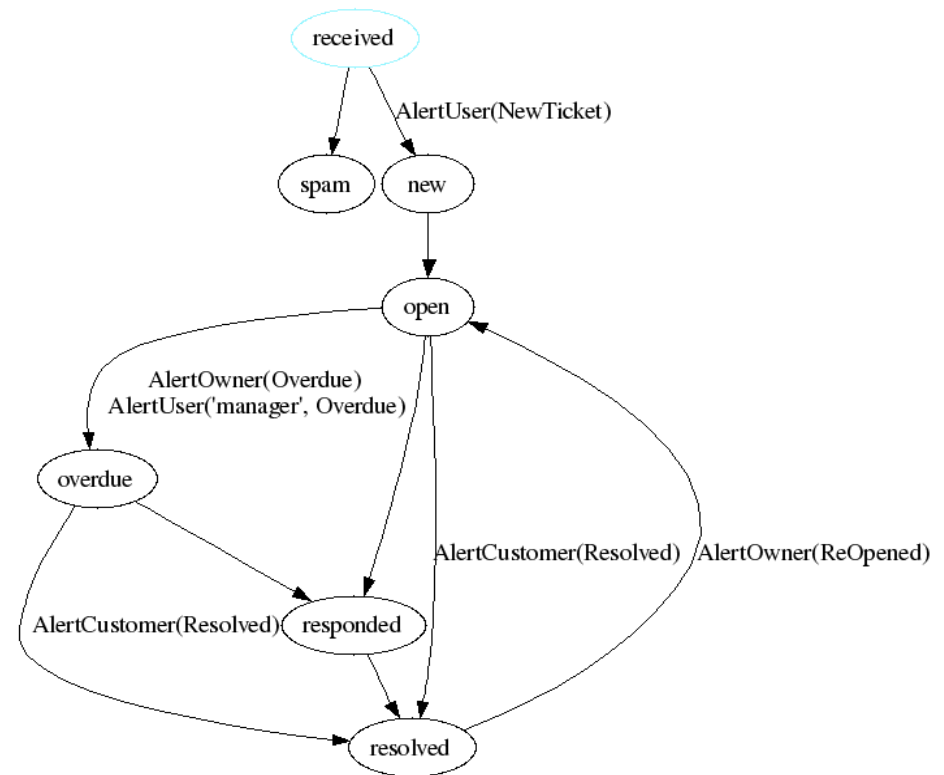 received
AlertUser(NewTicket)
spam
new
open
AlertOwner(Overdue)
AlertUser('manager', Overdue)
overdue
AlertCustomer(Resolved)
AlertOwner(ReOpened)
AlertCustomer(Resolved)
responded
resolved